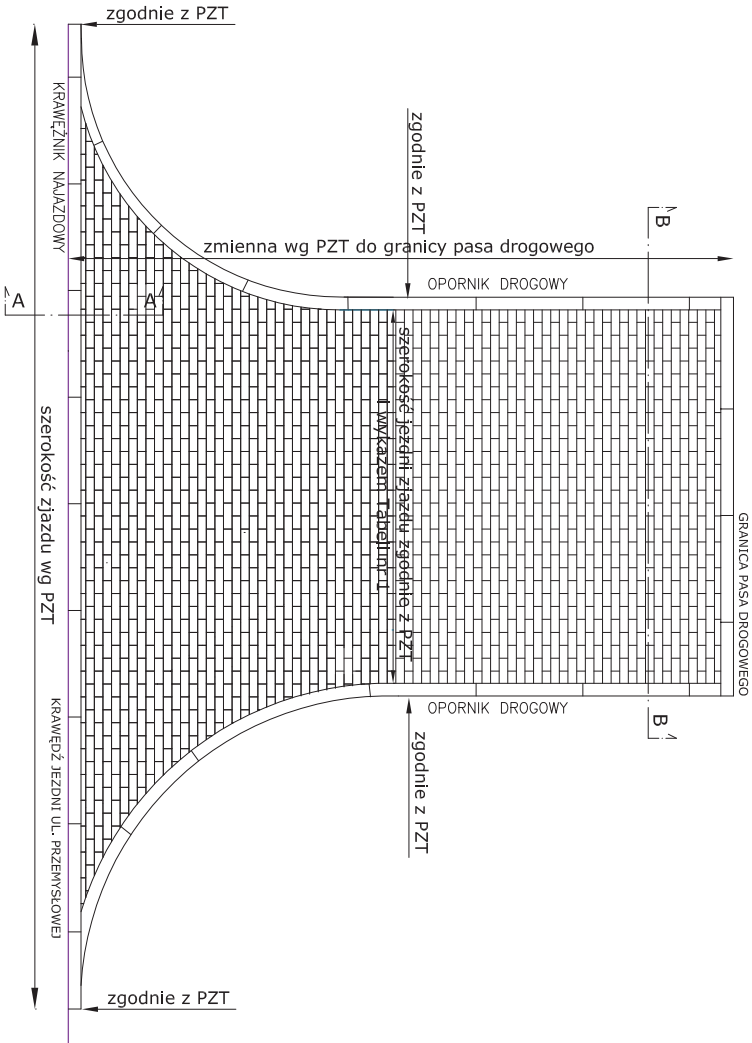 zgodnie z PZT
KRAWĘŻNIK NAJAZDOWY
zgodnie z PZT
B
zmienna wg PZT do granicy pasa drogowego
OPORNIK DROGOWY
A
A
szerokość jezdni zjazdu zgodnie z PZT
i wykazem Tabeli nr 1
szerokość zjazdu wg PZT
GRANICA PASA DROGOWEGO
OPORNIK DROGOWY
B
KRAWĘDŹ JEZDNI UL. PRZEMYSŁOWEJ
zgodnie z PZT
zgodnie z PZT